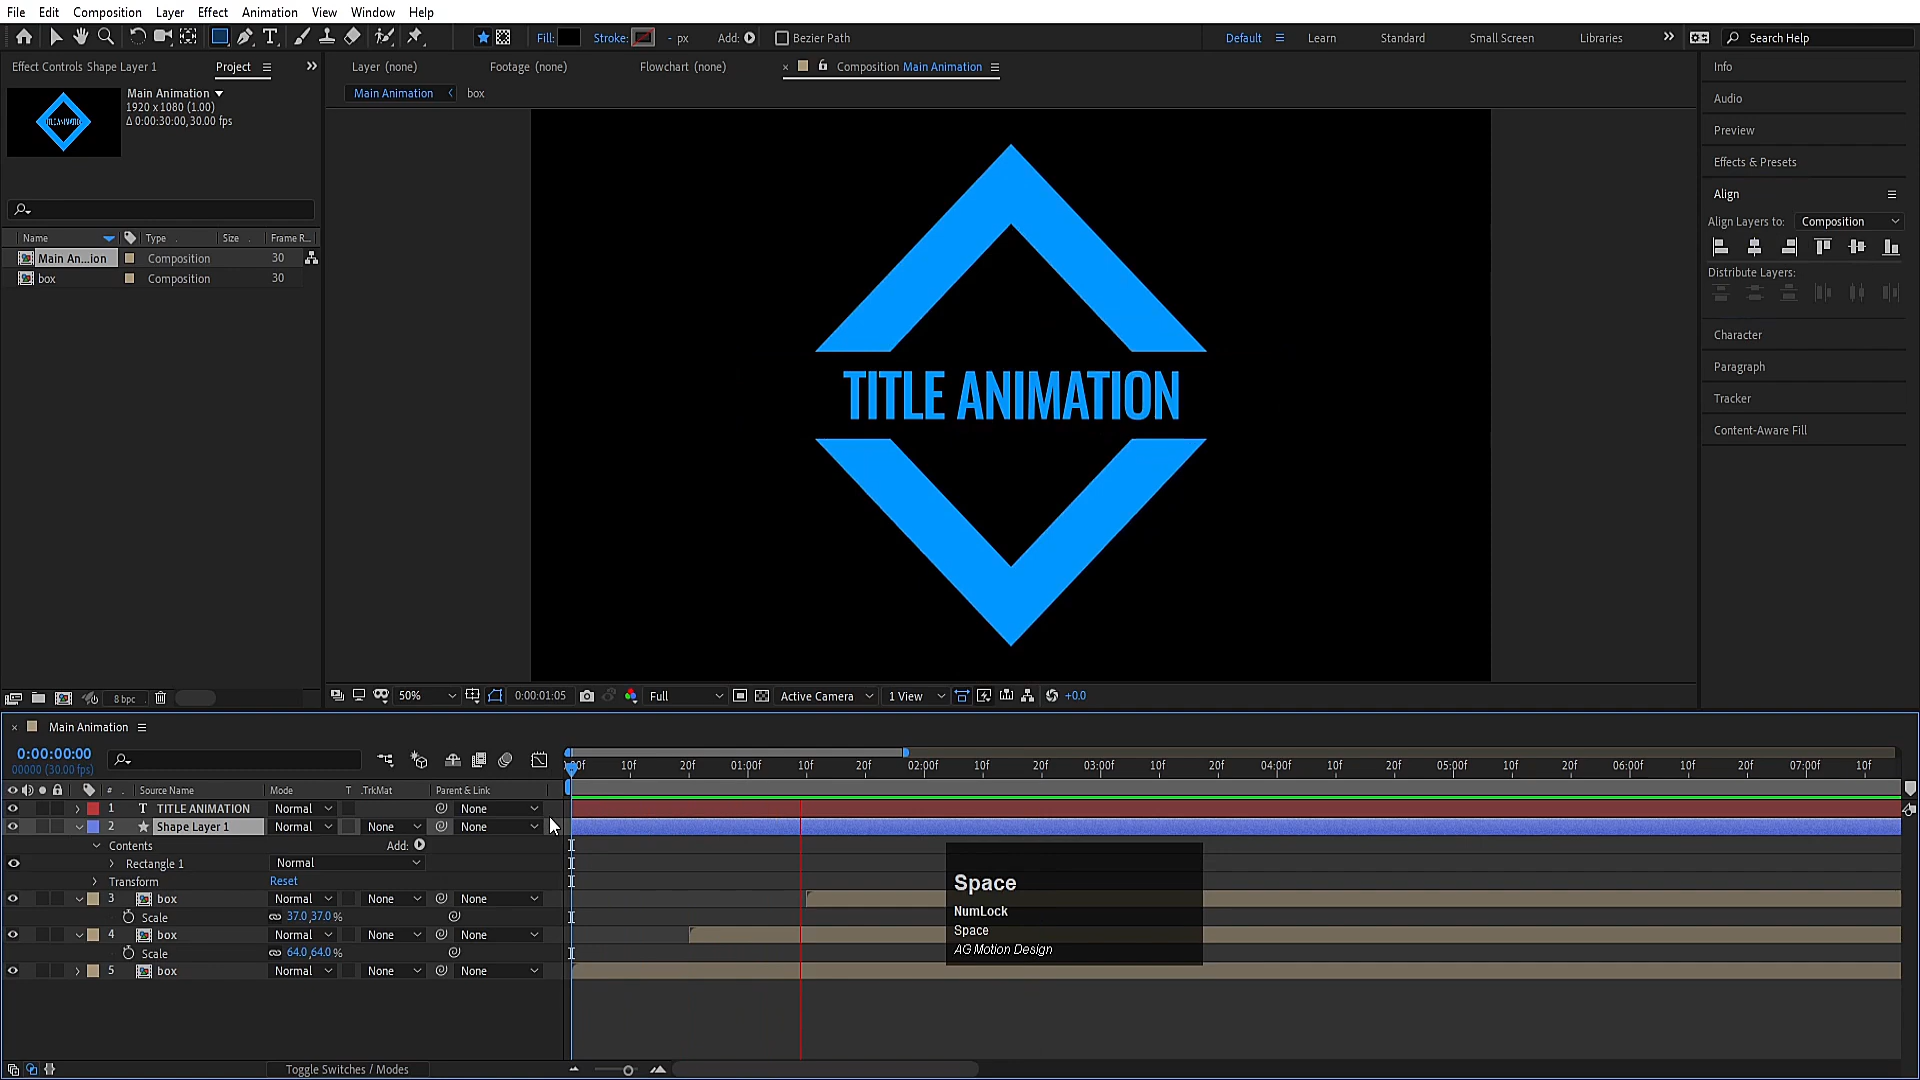 File Edit Composition Layer Effect Animation View Window Help
Fill: Stroke: - px Add: Bezier Path Default Learn Standard Small Screen Libraries Search Help
Effect Controls Shape Layer 1 Project Layer (none) Footage (none) Flowchart (none) Composition Main Animation Info
Main Animation box
Main Animation
1920 x 1080 (1.00)
Δ 0:00:30:00, 30.00 fps
Audio
Preview
Effects & Presets
Align
Align Layers to: Composition
Name Type Size Frame R...
Main An...ion Composition 30
box Composition 30
Distribute Layers:
Character
Paragraph
Tracker
Content-Aware Fill
TITLE ANIMATION
8 bpc 50% 0:00:01:05 Full Active Camera 1 View +0.0
Main Animation
0:00:00:00
00000 (30.00 fps)
10f 20f 01:00f 10f 20f 02:00f 10f 20f 03:00f 10f 20f 04:00f 10f 20f 05:00f 10f 20f 06:00f 10f 20f 07:00f 10f
# Source Name Mode T .TrkMat Parent & Link
1 T TITLE ANIMATION Normal None
2 Shape Layer 1 Normal None None
Contents Add:
Rectangle 1 Normal
Transform Reset
3 box Normal None None
Scale 37.0,37.0 %
4 box Normal None None
Scale 64.0,64.0 %
5 box Normal None None
Space
NumLock
Space
AG Motion Design
Toggle Switches / Modes